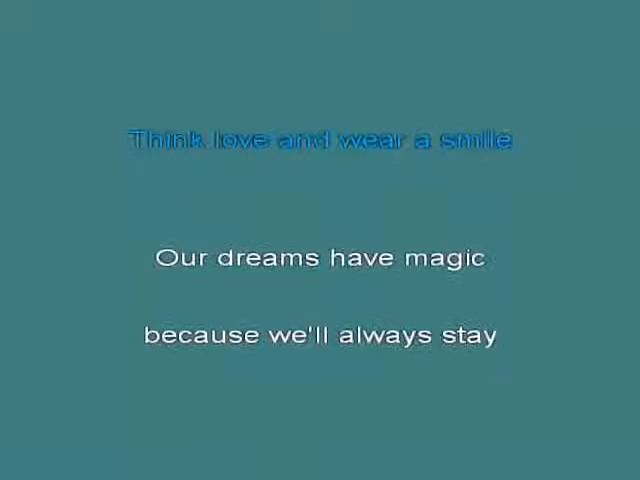 Think love and wear a smile
Our dreams have magic
because we'll always stay